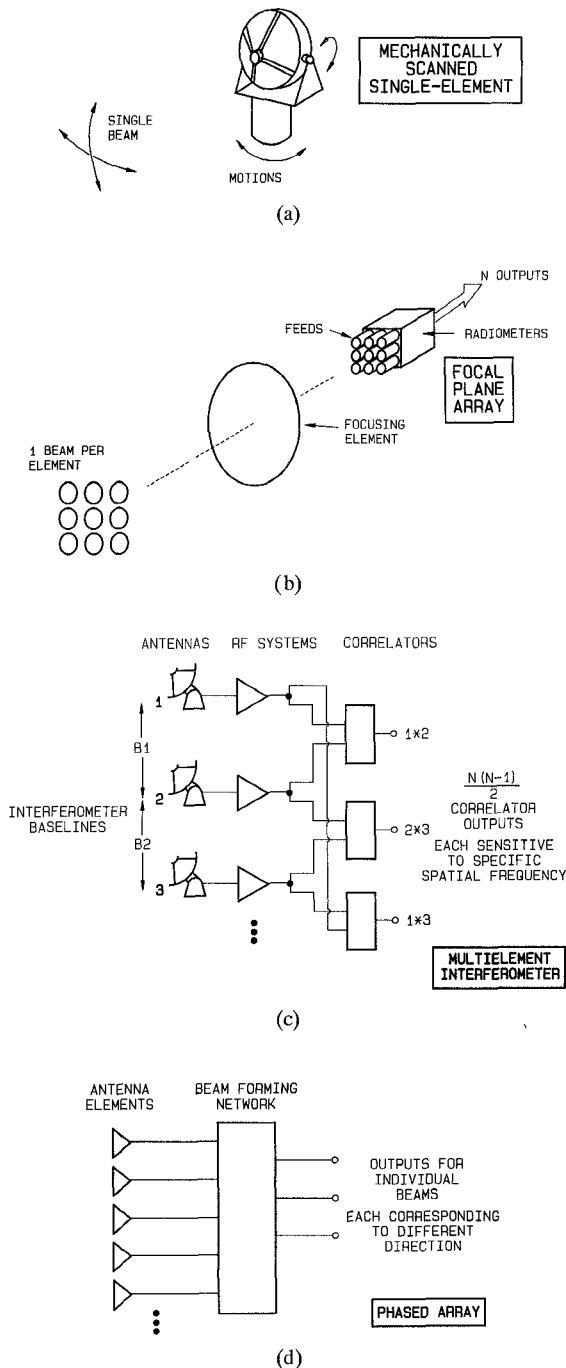 MECHANICALLY
SCANNED
SINGLE-ELEMENT
SINGLE
BEAM
MOTIONS
(a)
N OUTPUTS
FEEDS
RADIOMETERS
FOCAL
PLANE
ARRAY
FOCUSING
ELEMENT
1 BEAM PER
ELEMENT
(b)
ANTENNAS RF SYSTEMS CORRELATORS
1
1*2
B1
2
N(N-1)
2
CORRELATOR
OUTPUTS
INTERFEROMETER
BASELINES
2*3
EACH SENSITIVE
TO SPECIFIC
SPATIAL FREQUENCY
B2
3
1*3
MULTIELEMENT
INTERFEROMETER
(c)
ANTENNA
ELEMENTS
BEAM FORMING
NETWORK
OUTPUTS FOR
INDIVIDUAL
BEAMS
EACH CORRESPONDING
TO DIFFERENT
DIRECTION
PHASED ARRAY
(d)